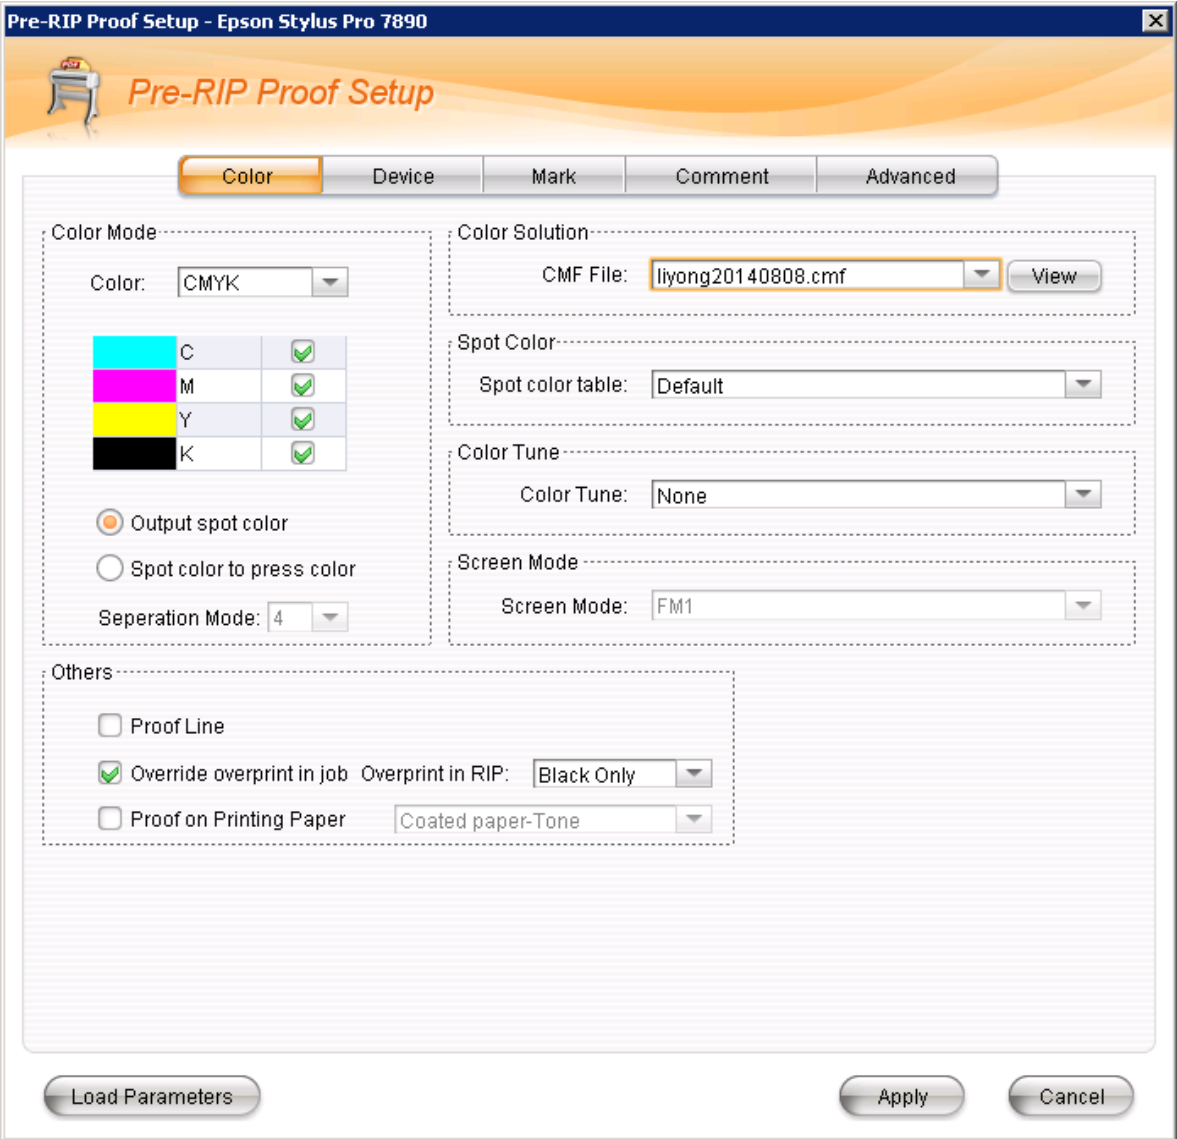 Pre-RIP Proof Setup - Epson Stylus Pro 7890
PDF
Pre-RIP Proof Setup
Color Device Mark Comment Advanced
Color Mode
Color: CMYK
C
M
Y
K
Output spot color
Spot color to press color
Seperation Mode: 4
Color Solution
CMF File: liyong20140808.cmf View
Spot Color
Spot color table: Default
Color Tune
Color Tune: None
Screen Mode
Screen Mode: FM1
Others
Proof Line
Override overprint in job Overprint in RIP: Black Only
Proof on Printing Paper Coated paper-Tone
Load Parameters Apply Cancel